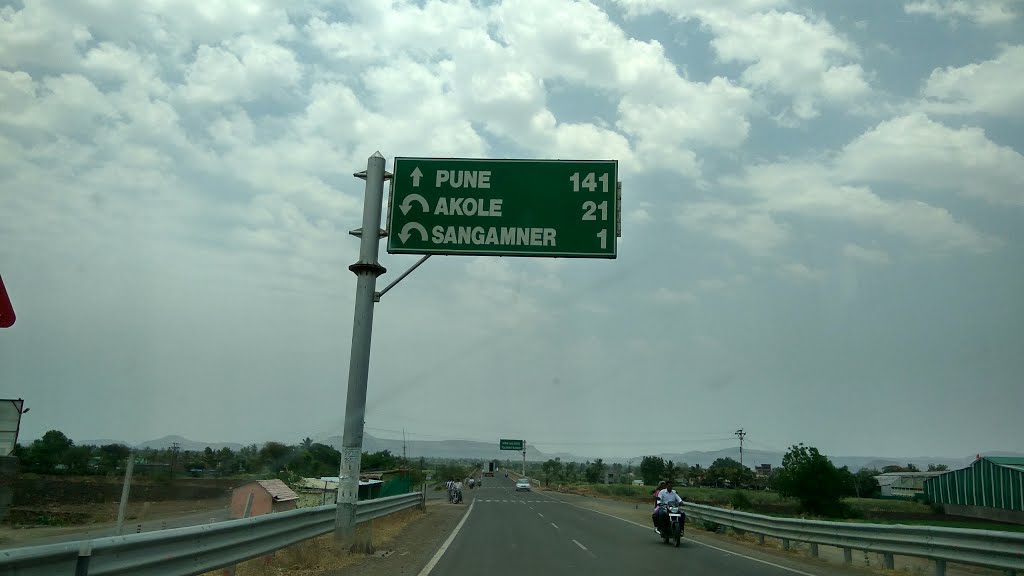 PUNE 141
AKOLE 21
SANGAMNER 1